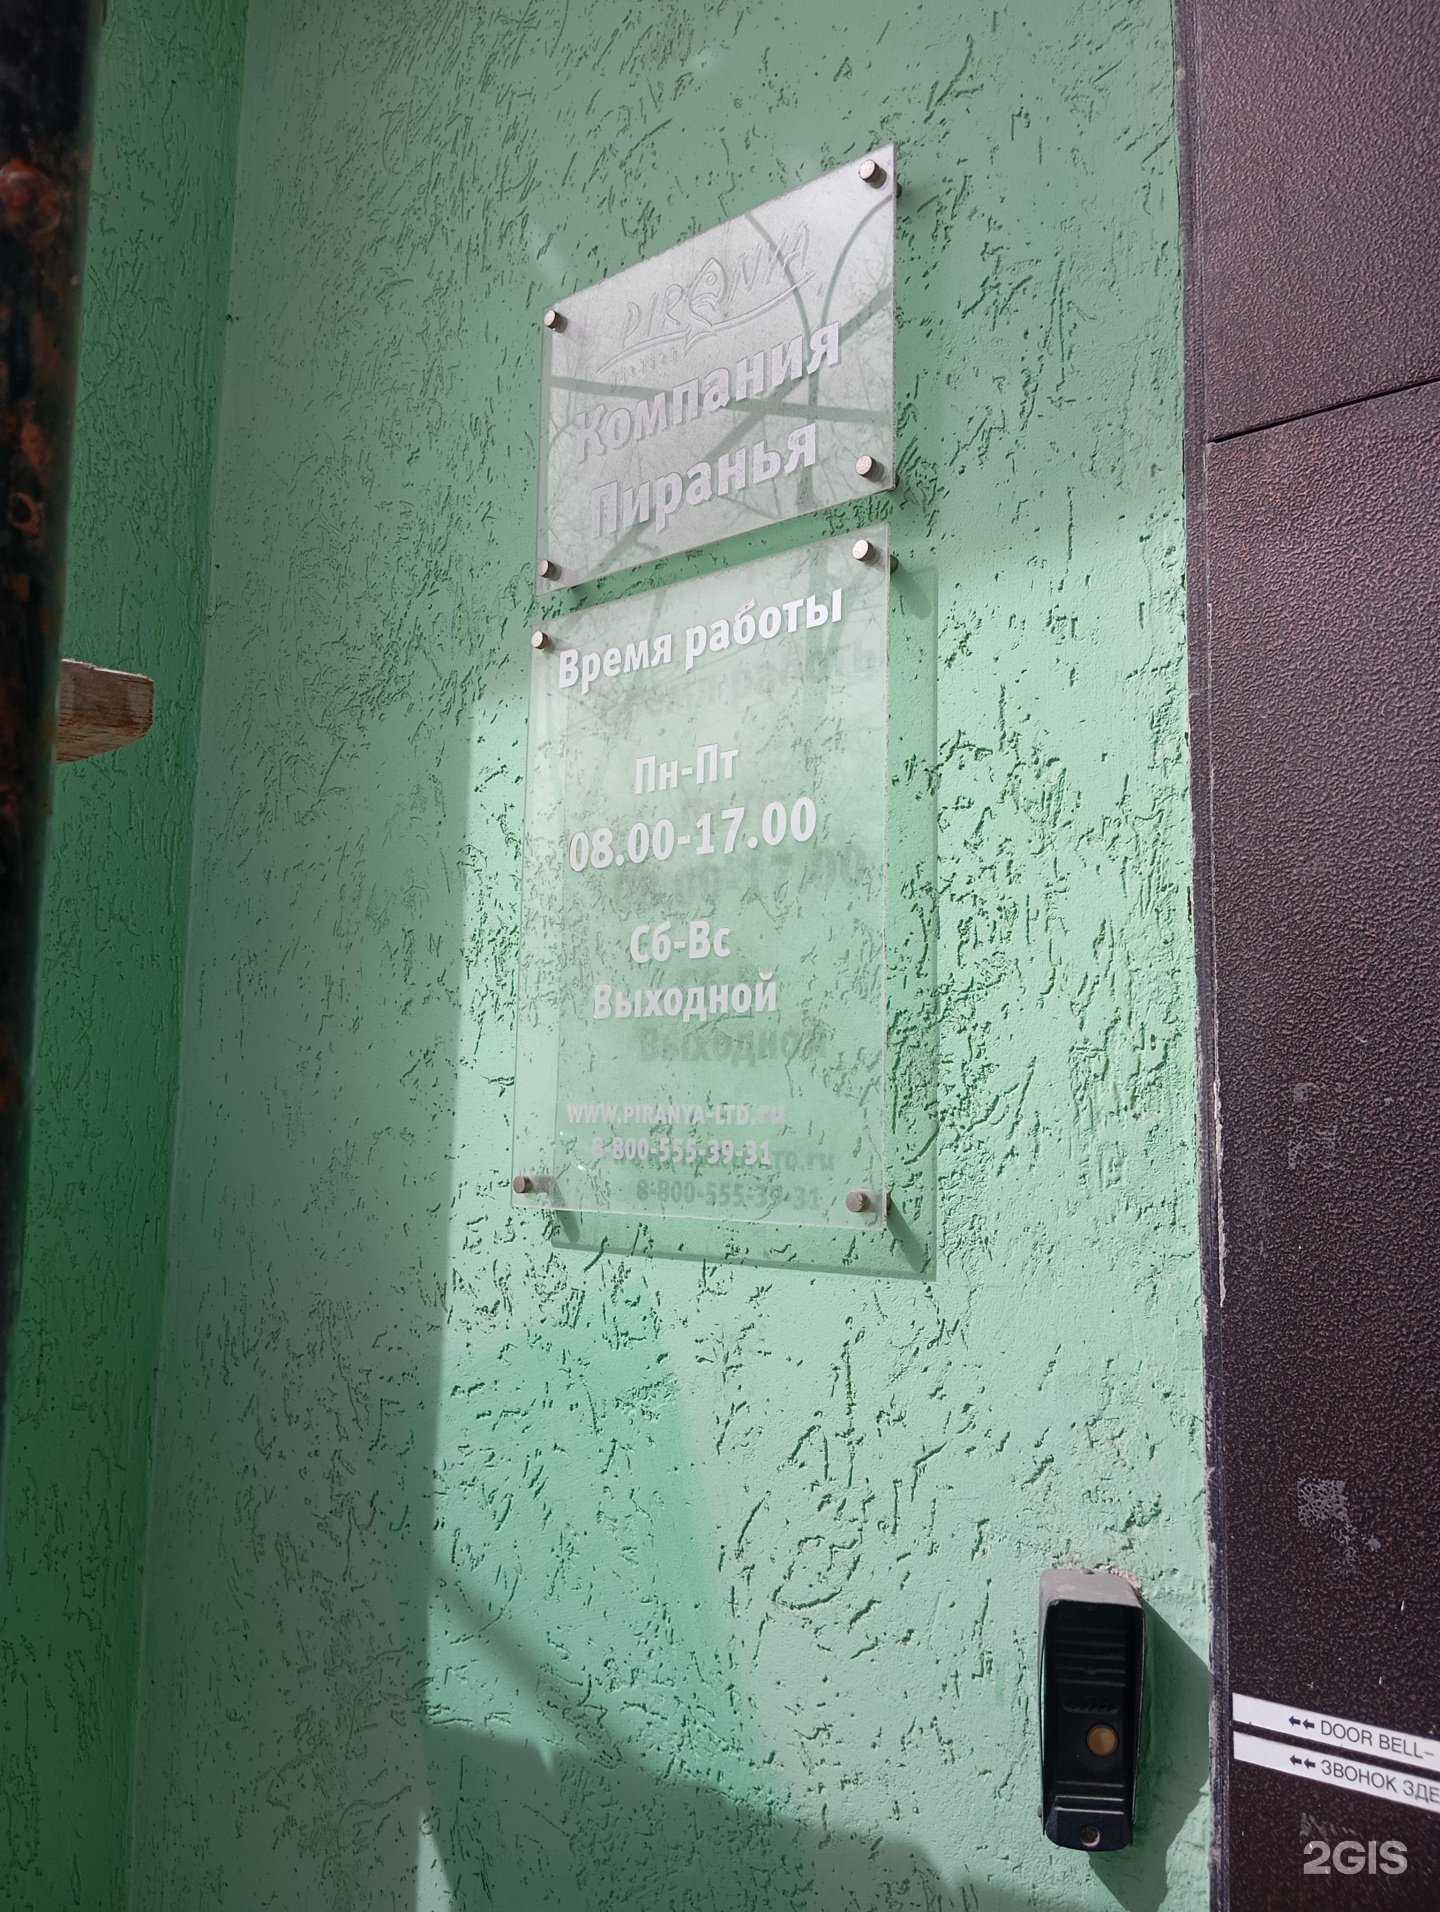 PIRANYA
Компания
Пиранья
Время работы
Пн-Пт
08.00-17.00
Сб-Вс
Выходной
WWW.PIRANYA-LTD.ru
8-800-555-39-31
DOOR BELL-
ЗВОНОК ЗДЕ
2GIS